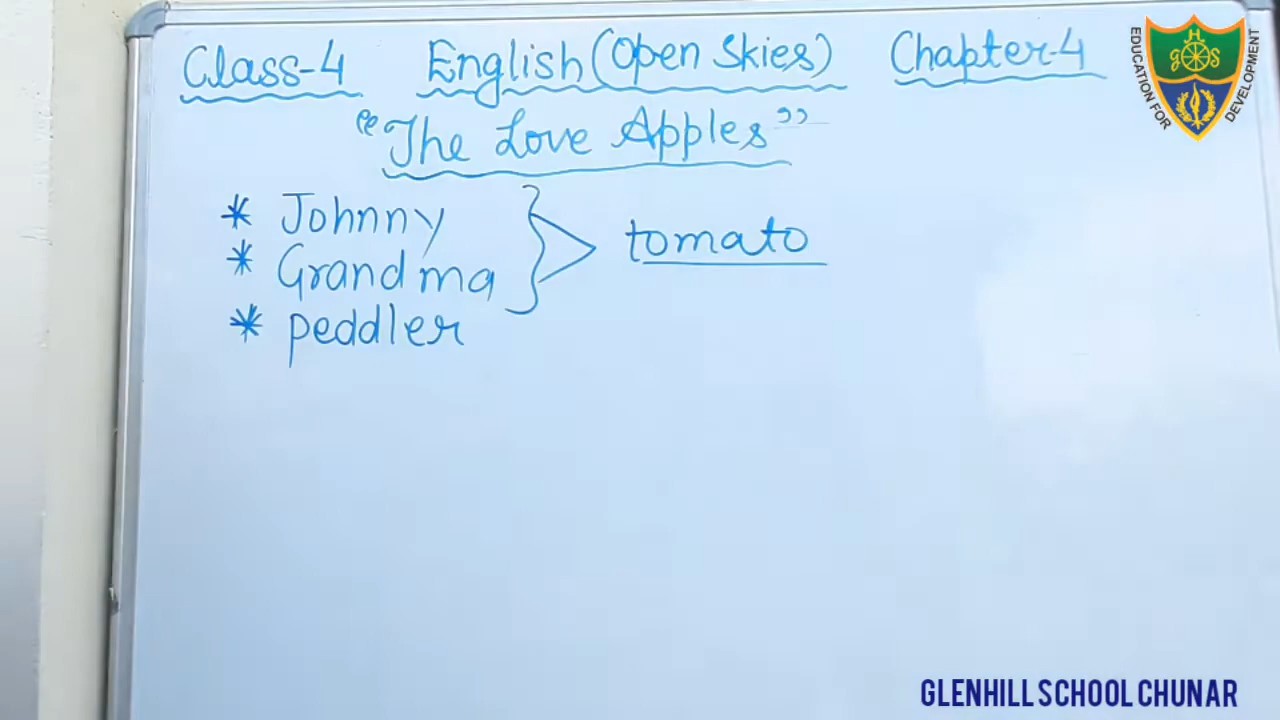 Class-4 English (Open Skies) Chapter-4
"The Love Apples"
* Johnny
* Grandma
* peddler
tomato
EDUCATION FOR DEVELOPMENT
H
G S
GLENHILL SCHOOL CHUNAR